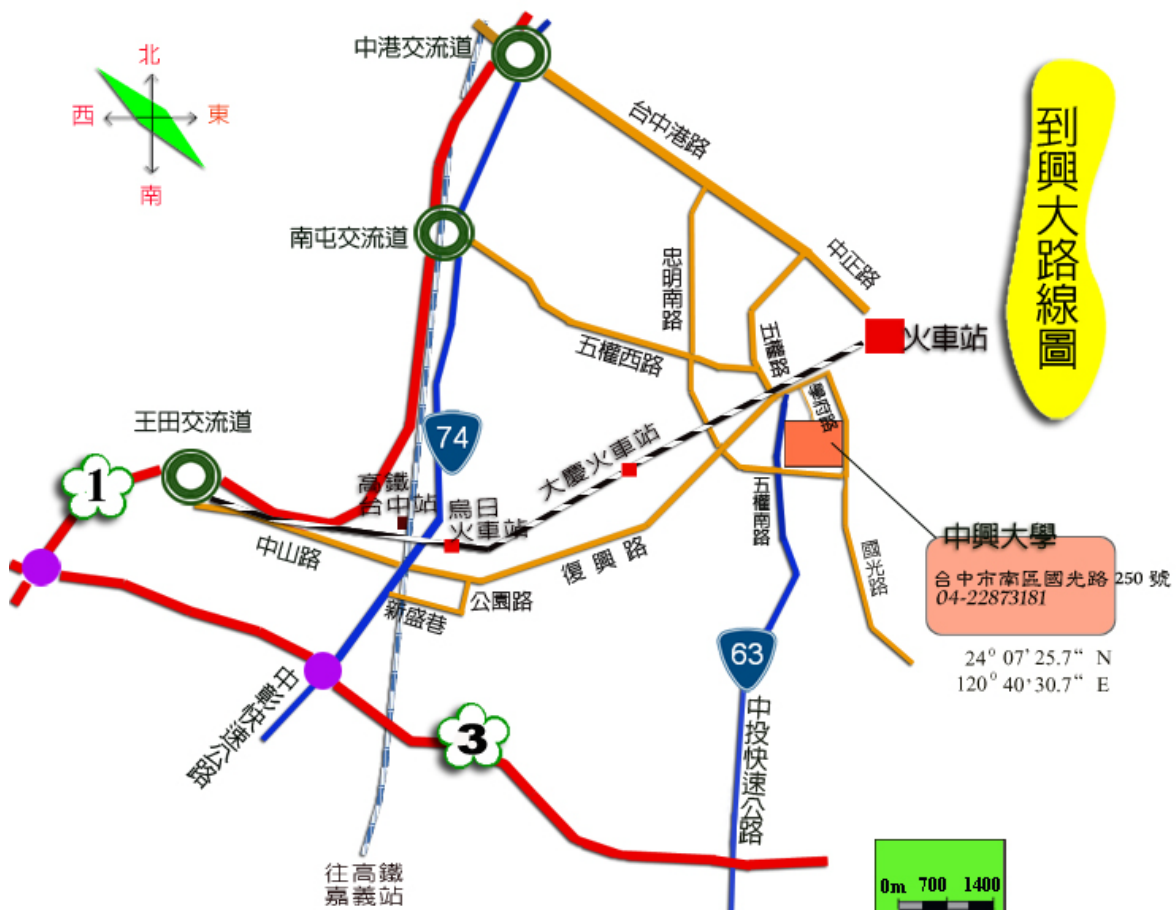 北
西
東
南
中港交流道
台中港路
到興大路線圖
南屯交流道
忠明南路
中正路
五權西路
五權路
火車站
學府路
王田交流道
74
1
高鐵
台中站
烏日
火車站
大慶火車站
五權南路
中山路
復興路
國光路
公園路
新盛巷
中興大學
台中市南區國光路 250 號
04-22873181
24° 07' 25.7“ N
120° 40' 30.7“ E
63
中彰快速公路
3
中投快速公路
往高鐵
嘉義站
0m 700 1400